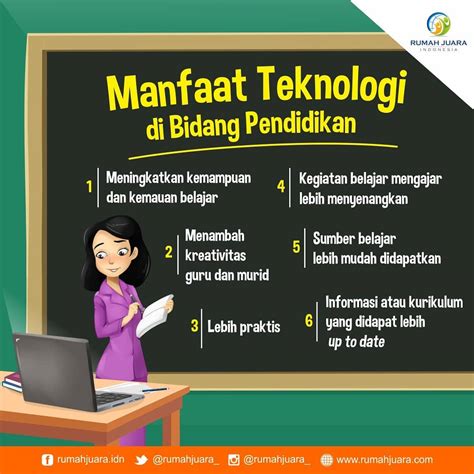 RUMAH JUARA
INDONESIA
Manfaat Teknologi
di Bidang Pendidikan
1 Meningkatkan kemampuan
dan kemauan belajar
2 Menambah
kreativitas
guru dan murid
3 Lebih praktis
4 Kegiatan belajar mengajar
lebih menyenangkan
5 Sumber belajar
lebih mudah didapatkan
6 Informasi atau kurikulum
yang didapat lebih
up to date
rumahjuara.idn @rumahjuara_ @rumahjuara_ www.rumahjuara.com